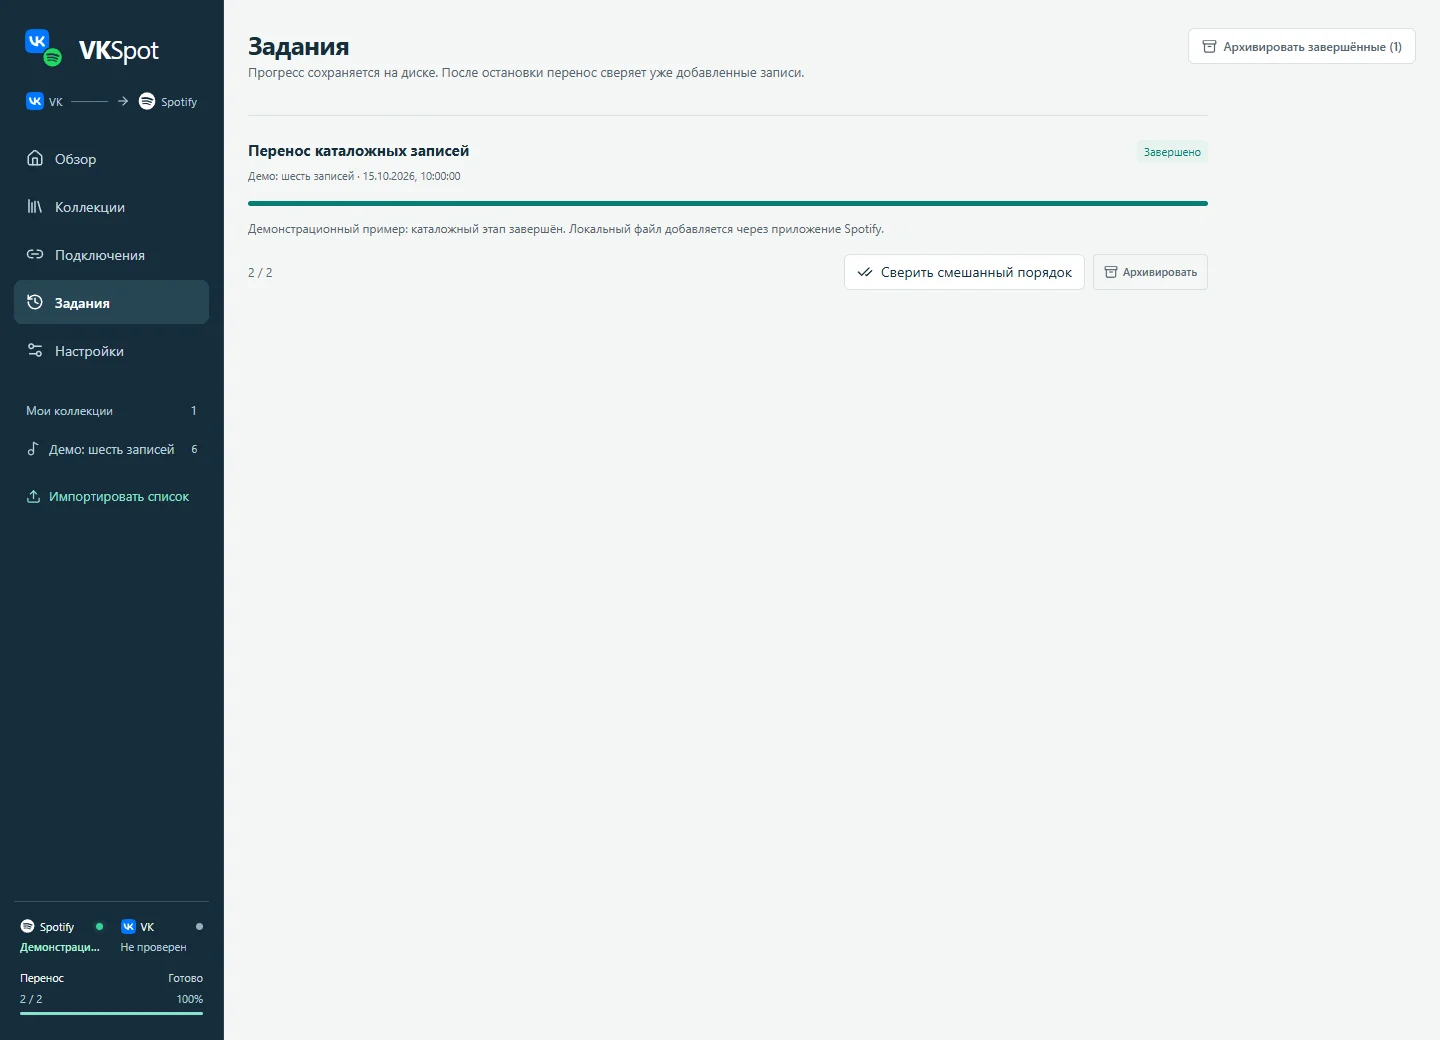 VKSpot
VK → Spotify
Обзор
Коллекции
Подключения
Задания
Настройки
Мои коллекции 1
Демо: шесть записей 6
Импортировать список
Spotify VK
Демонстраци... Не проверен
Перенос Готово
2 / 2 100%
Задания
Прогресс сохраняется на диске. После остановки перенос сверяет уже добавленные записи.
Архивировать завершённые (1)
Перенос каталожных записей
Завершено
Демо: шесть записей · 15.10.2026, 10:00:00
Демонстрационный пример: каталожный этап завершён. Локальный файл добавляется через приложение Spotify.
2 / 2
Сверить смешанный порядок
Архивировать